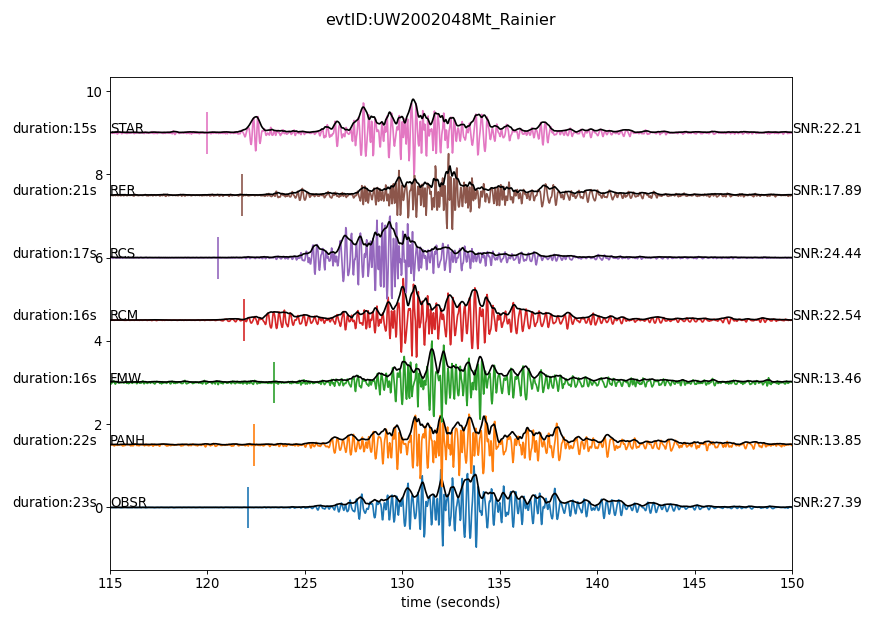 evtID:UW2002048Mt_Rainier
10
duration:15s STAR SNR:22.21
8
duration:21s RER SNR:17.89
duration:17s RCS SNR:24.44
6
duration:16s RCM SNR:22.54
4
duration:16s FMW SNR:13.46
2
duration:22s PANH SNR:13.85
duration:23s OBSR SNR:27.39
0
115 120 125 130 135 140 145 150
time (seconds)